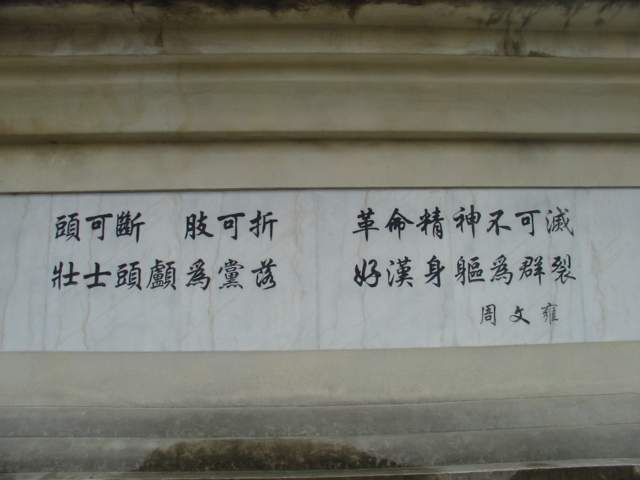 頭可斷 肢可折 革命精神不可滅
壯士頭顱為黨落 好漢身軀為群裂
周文雍